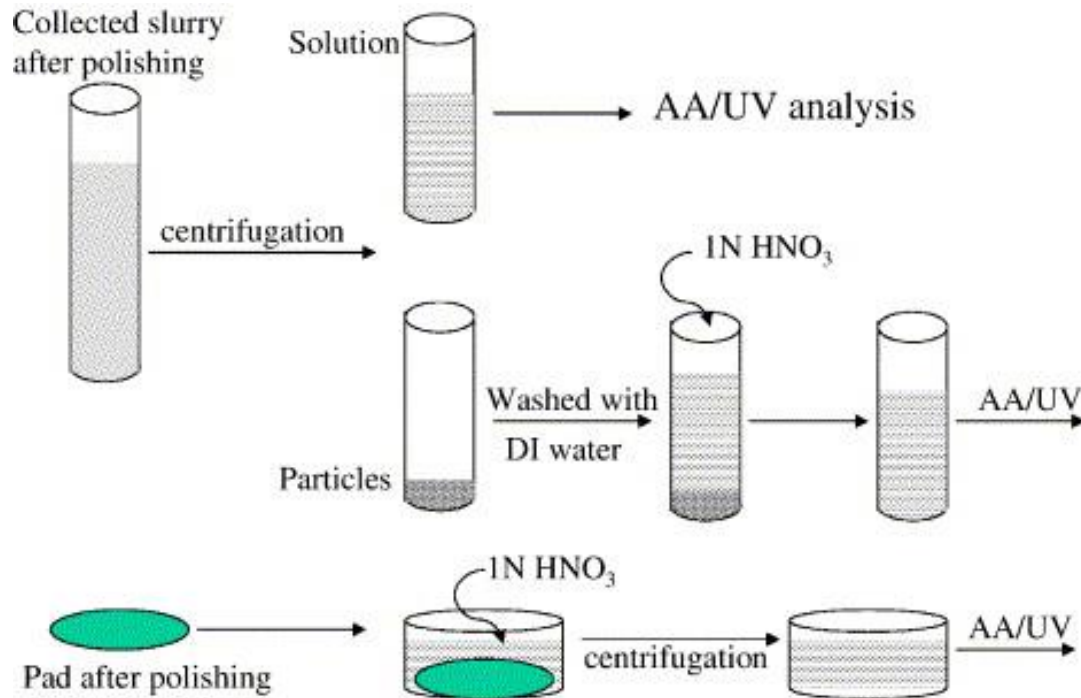 Collected slurry
after polishing
Solution
AA/UV analysis
centrifugation
1N HNO₃
Washed with
DI water
AA/UV
Particles
1N HNO₃
Pad after polishing
centrifugation
AA/UV